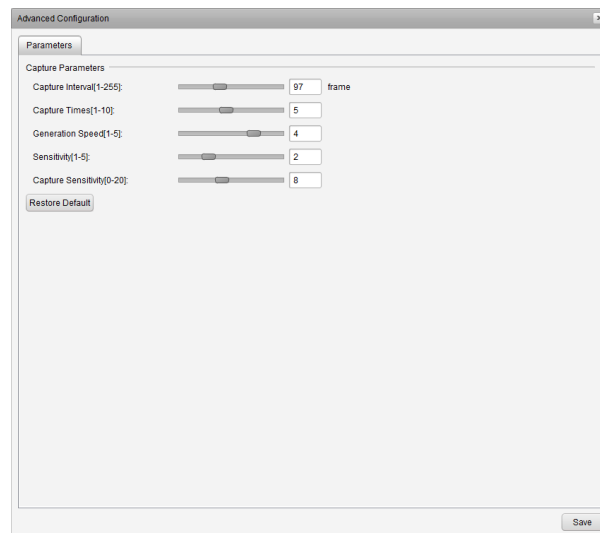 Advanced Configuration
Parameters
Capture Parameters
Capture Interval[1-255]: 97 frame
Capture Times[1-10]: 5
Generation Speed[1-5]: 4
Sensitivity[1-5]: 2
Capture Sensitivity[0-20]: 8
Restore Default
Save